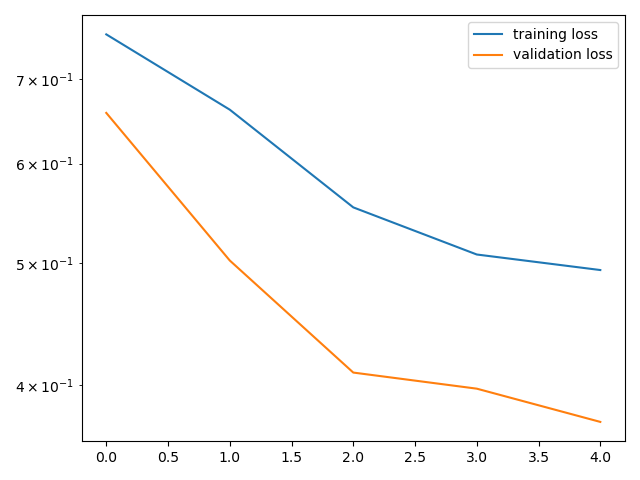 training loss
validation loss
7 × 10⁻¹
6 × 10⁻¹
5 × 10⁻¹
4 × 10⁻¹
0.0 0.5 1.0 1.5 2.0 2.5 3.0 3.5 4.0